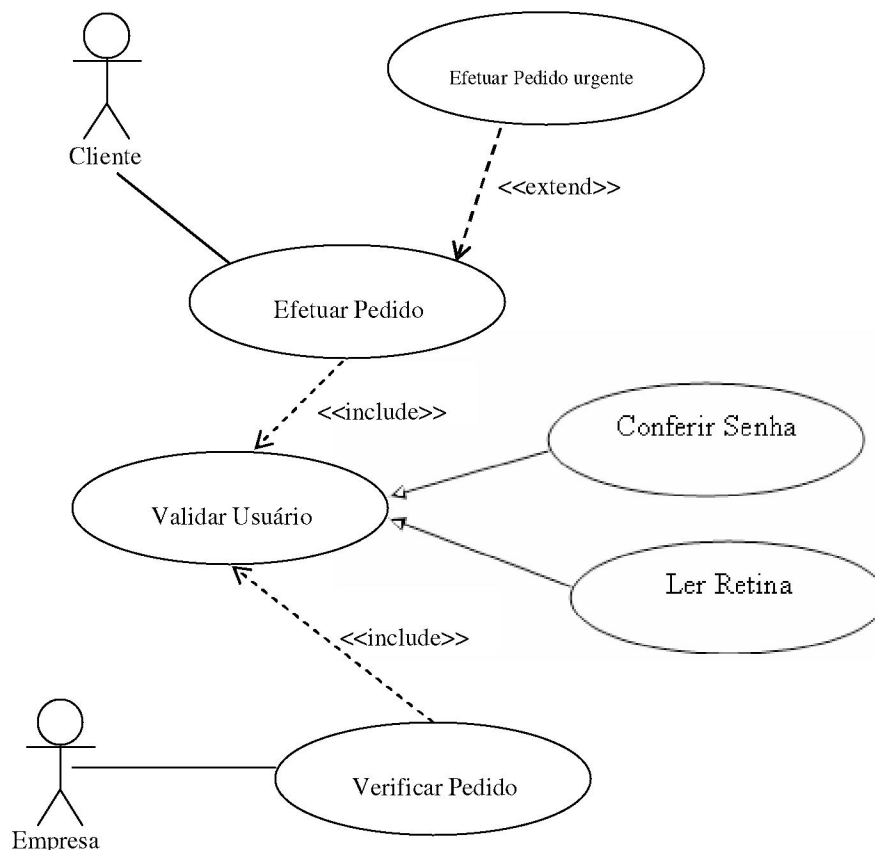 Efetuar Pedido urgente
Cliente
<<extend>>
Efetuar Pedido
<<include>>
Conferir Senha
Validar Usuário
Ler Retina
<<include>>
Verificar Pedido
Empresa